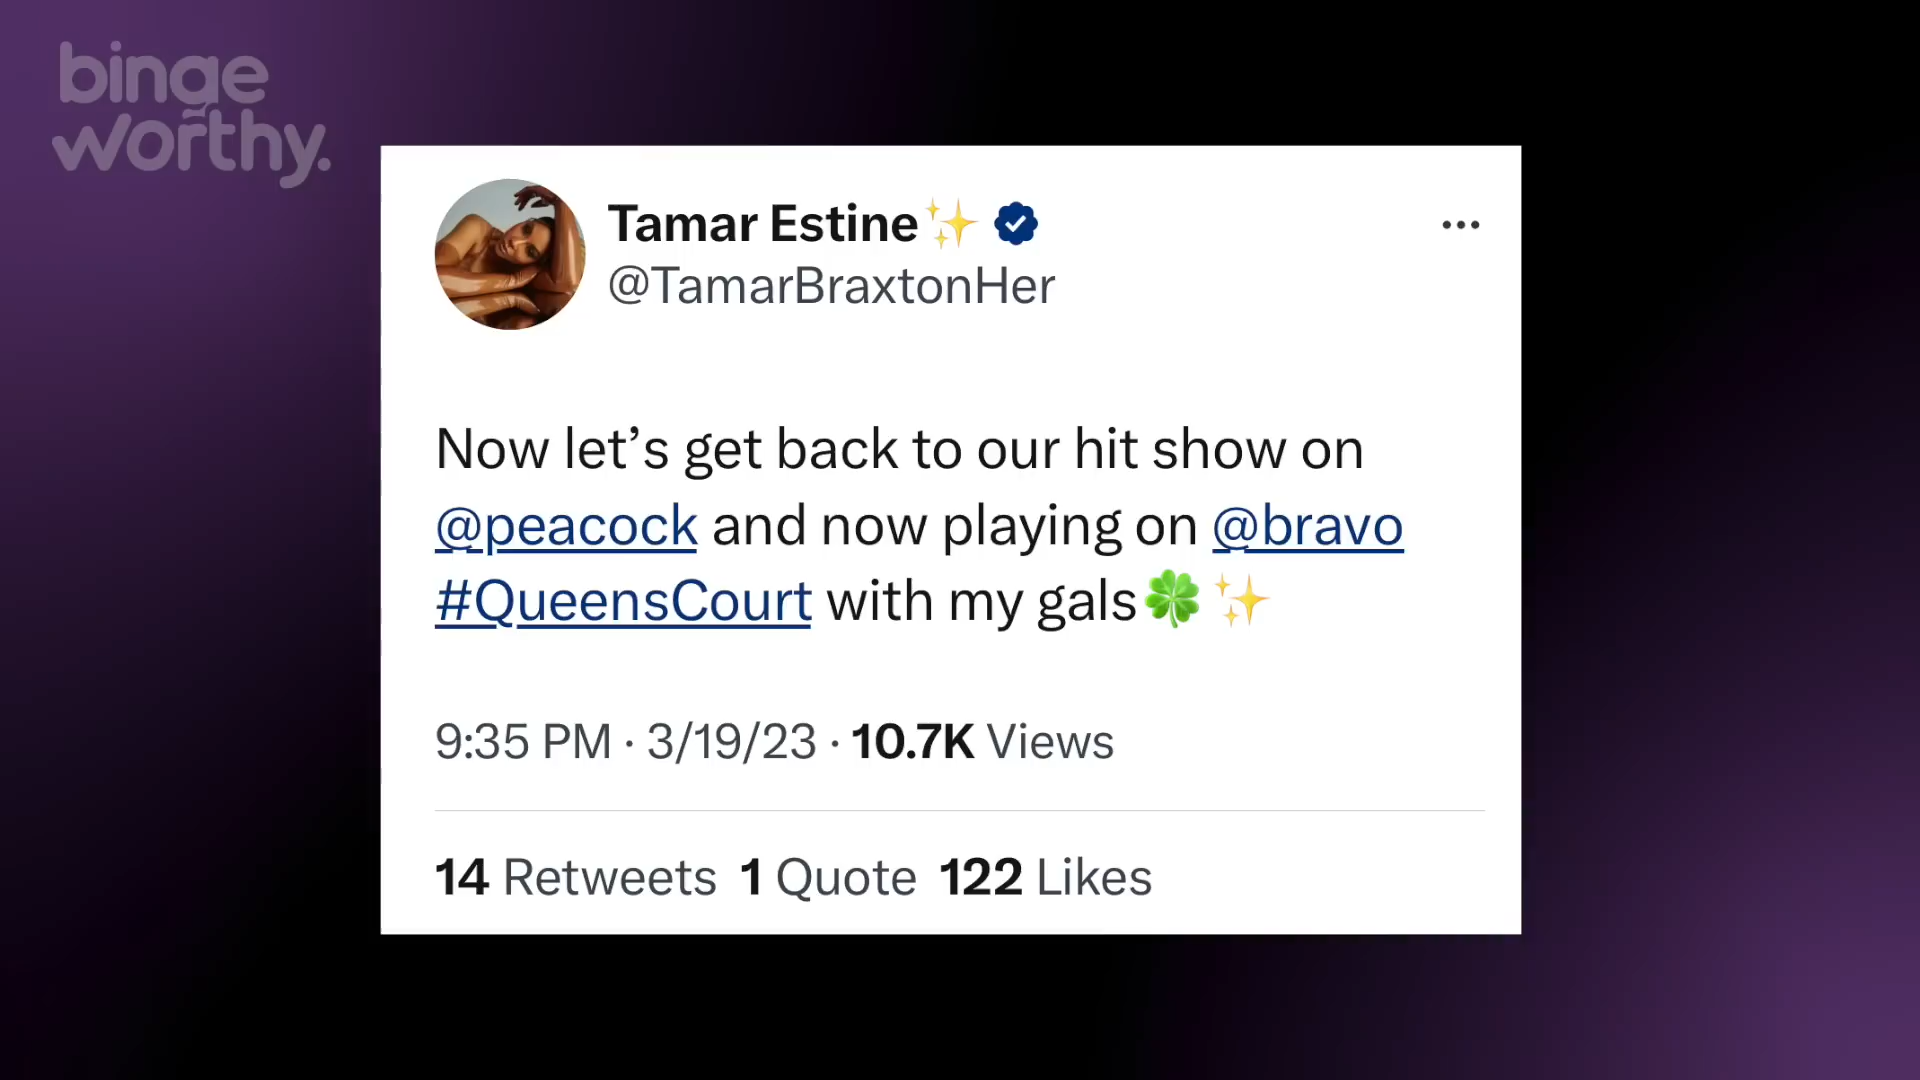 binge
worthy.
Tamar Estine✨
@TamarBraxtonHer
Now let’s get back to our hit show on
@peacock and now playing on @bravo
#QueensCourt with my gals🍀✨
9:35 PM · 3/19/23 · 10.7K Views
14 Retweets 1 Quote 122 Likes